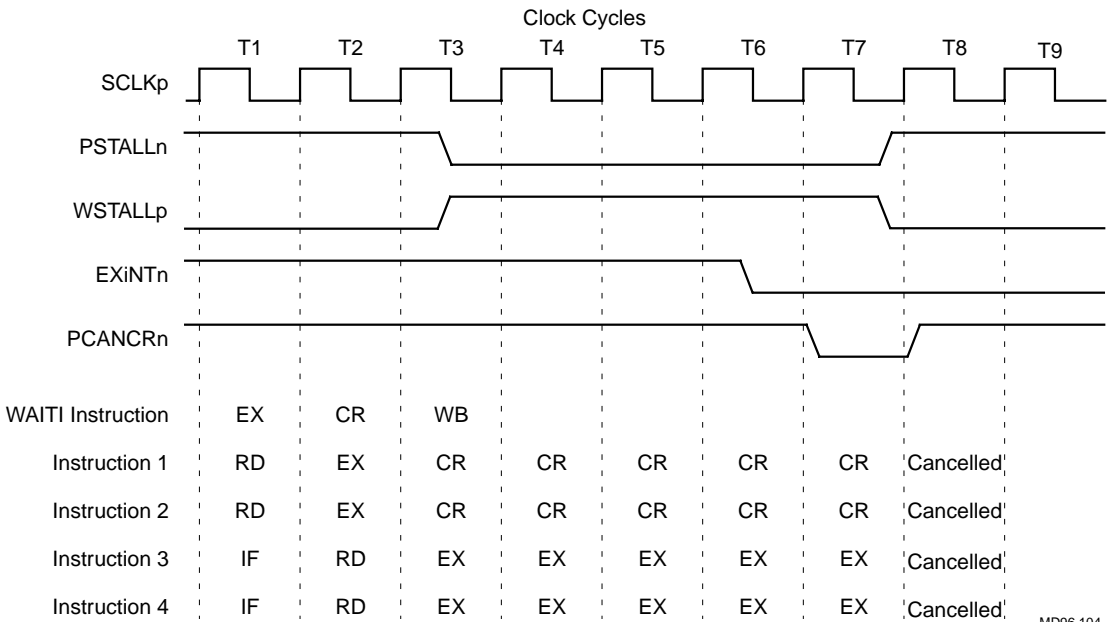 Clock Cycles
T1 T2 T3 T4 T5 T6 T7 T8 T9
SCLKp
PSTALLn
WSTALLp
EXiNTn
PCANCRn
WAITI Instruction EX CR WB
Instruction 1 RD EX CR CR CR CR CR Cancelled
Instruction 2 RD EX CR CR CR CR CR Cancelled
Instruction 3 IF RD EX EX EX EX EX Cancelled
Instruction 4 IF RD EX EX EX EX EX Cancelled
MD96.104